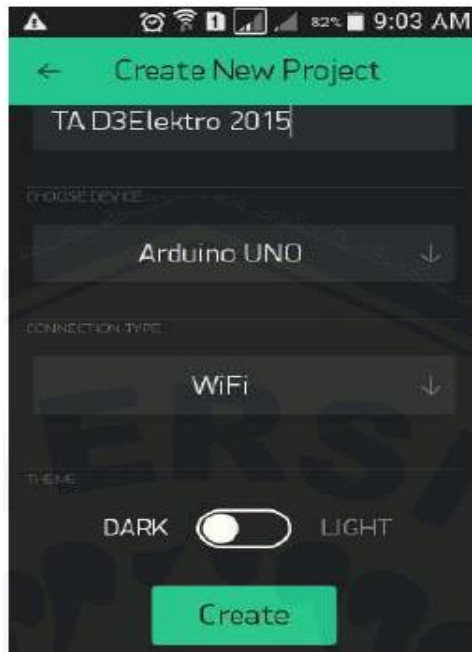 82% 9:03 AM
Create New Project
TA D3Elektro 2015
CHOOSE DEVICE
Arduino UNO
CONNECTION TYPE
WiFi
THEME
DARK LIGHT
Create